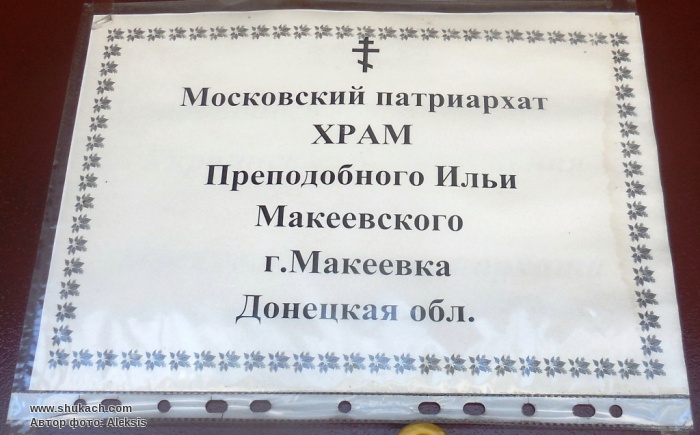 Московский патриархат
ХРАМ
Преподобного Ильи
Макеевского
г.Макеевка
Донецкая обл.
www.shukach.com
Автор фото: Aleksis